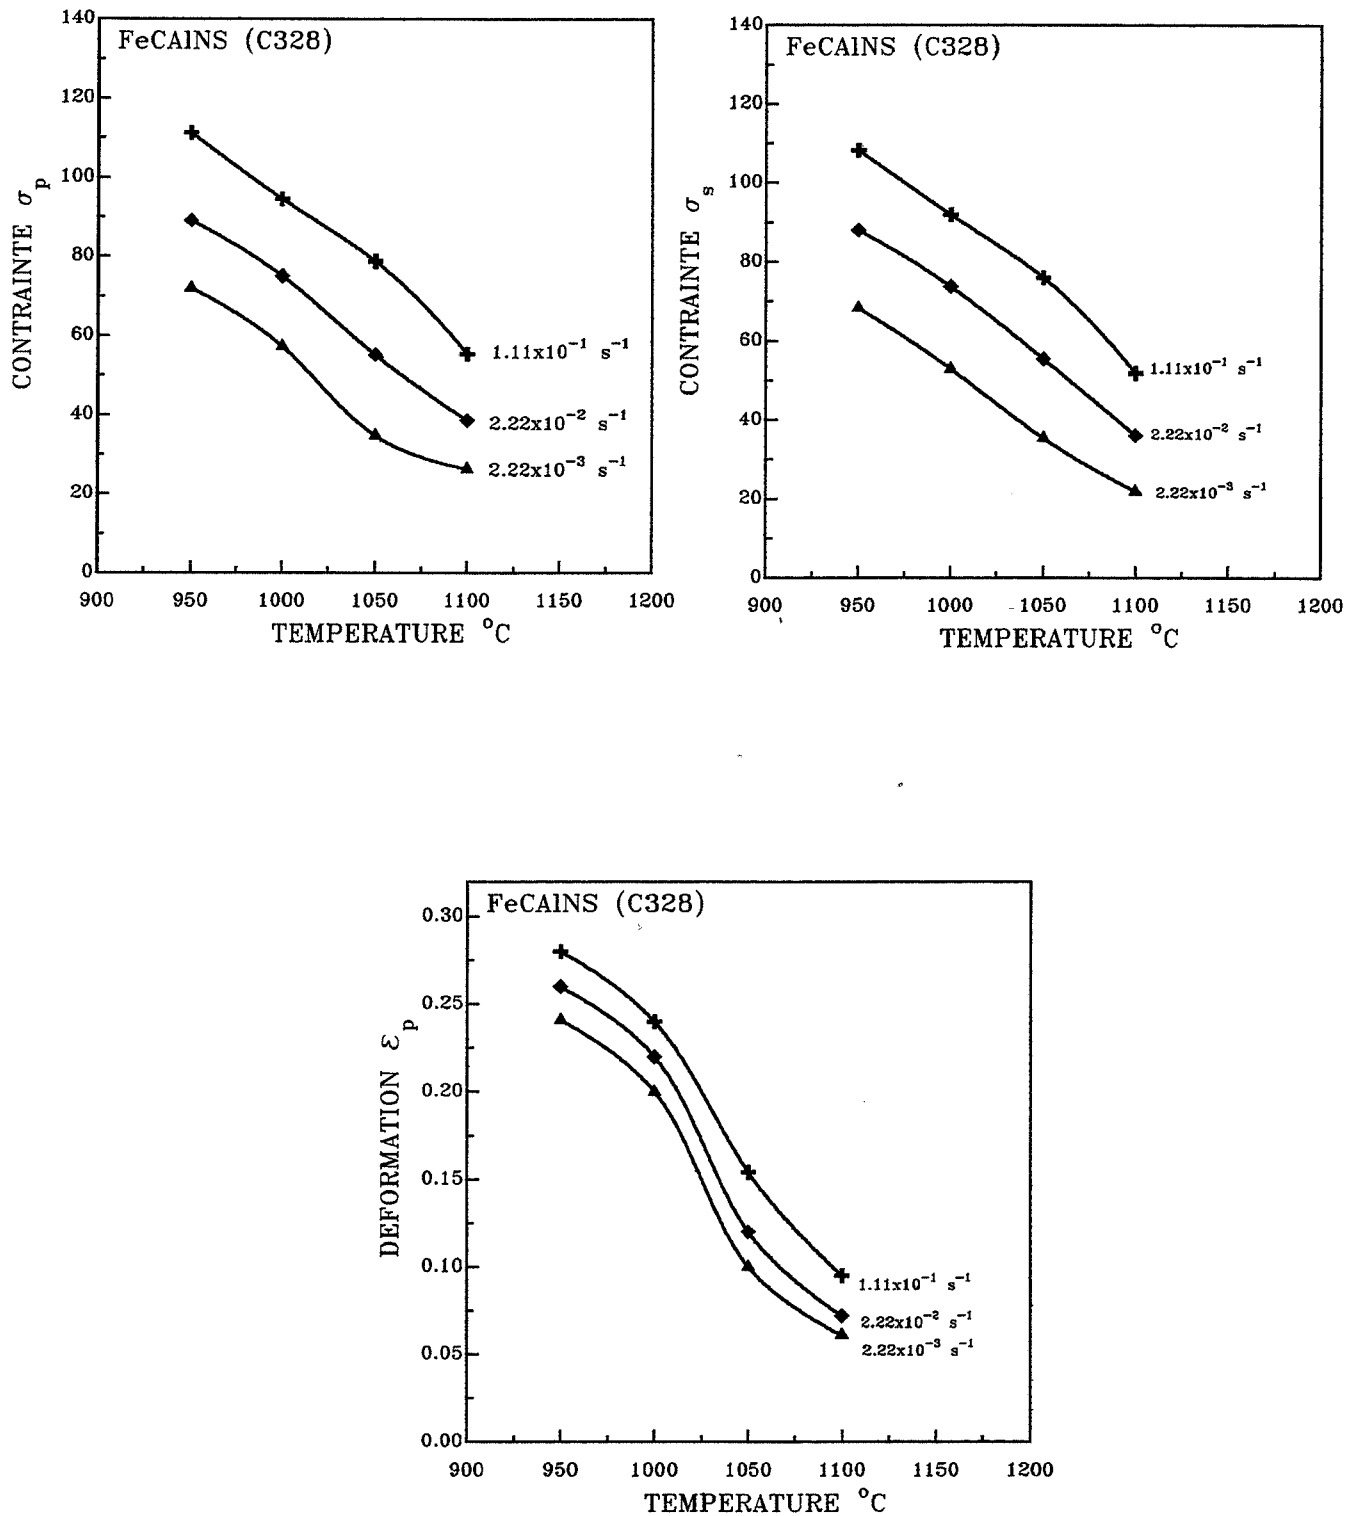 FeCAlNS (C328)
CONTRAINTE σp
140
120
100
80
60
40
20
0
1.11x10⁻¹ s⁻¹
2.22x10⁻² s⁻¹
2.22x10⁻³ s⁻¹
900 950 1000 1050 1100 1150 1200
TEMPERATURE °C
FeCAlNS (C328)
CONTRAINTE σs
140
120
100
80
60
40
20
0
1.11x10⁻¹ s⁻¹
2.22x10⁻² s⁻¹
2.22x10⁻³ s⁻¹
900 950 1000 1050 1100 1150 1200
TEMPERATURE °C
FeCAlNS (C328)
DEFORMATION εp
0.30
0.25
0.20
0.15
0.10
0.05
0.00
1.11x10⁻¹ s⁻¹
2.22x10⁻² s⁻¹
2.22x10⁻³ s⁻¹
900 950 1000 1050 1100 1150 1200
TEMPERATURE °C